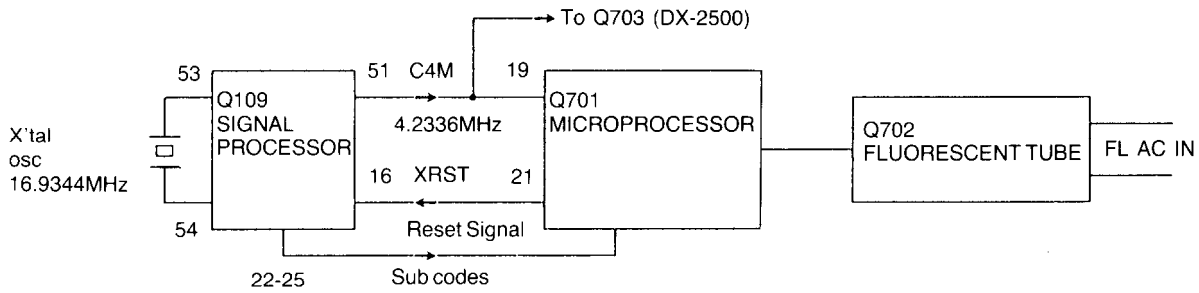 To Q703 (DX-2500)
53
51
C4M
19
Q109
SIGNAL
PROCESSOR
Q701
MICROPROCESSOR
Q702
FLUORESCENT TUBE
FL AC IN
X'tal
osc
16.9344MHz
4.2336MHz
16
XRST
21
54
Reset Signal
22-25
Sub codes